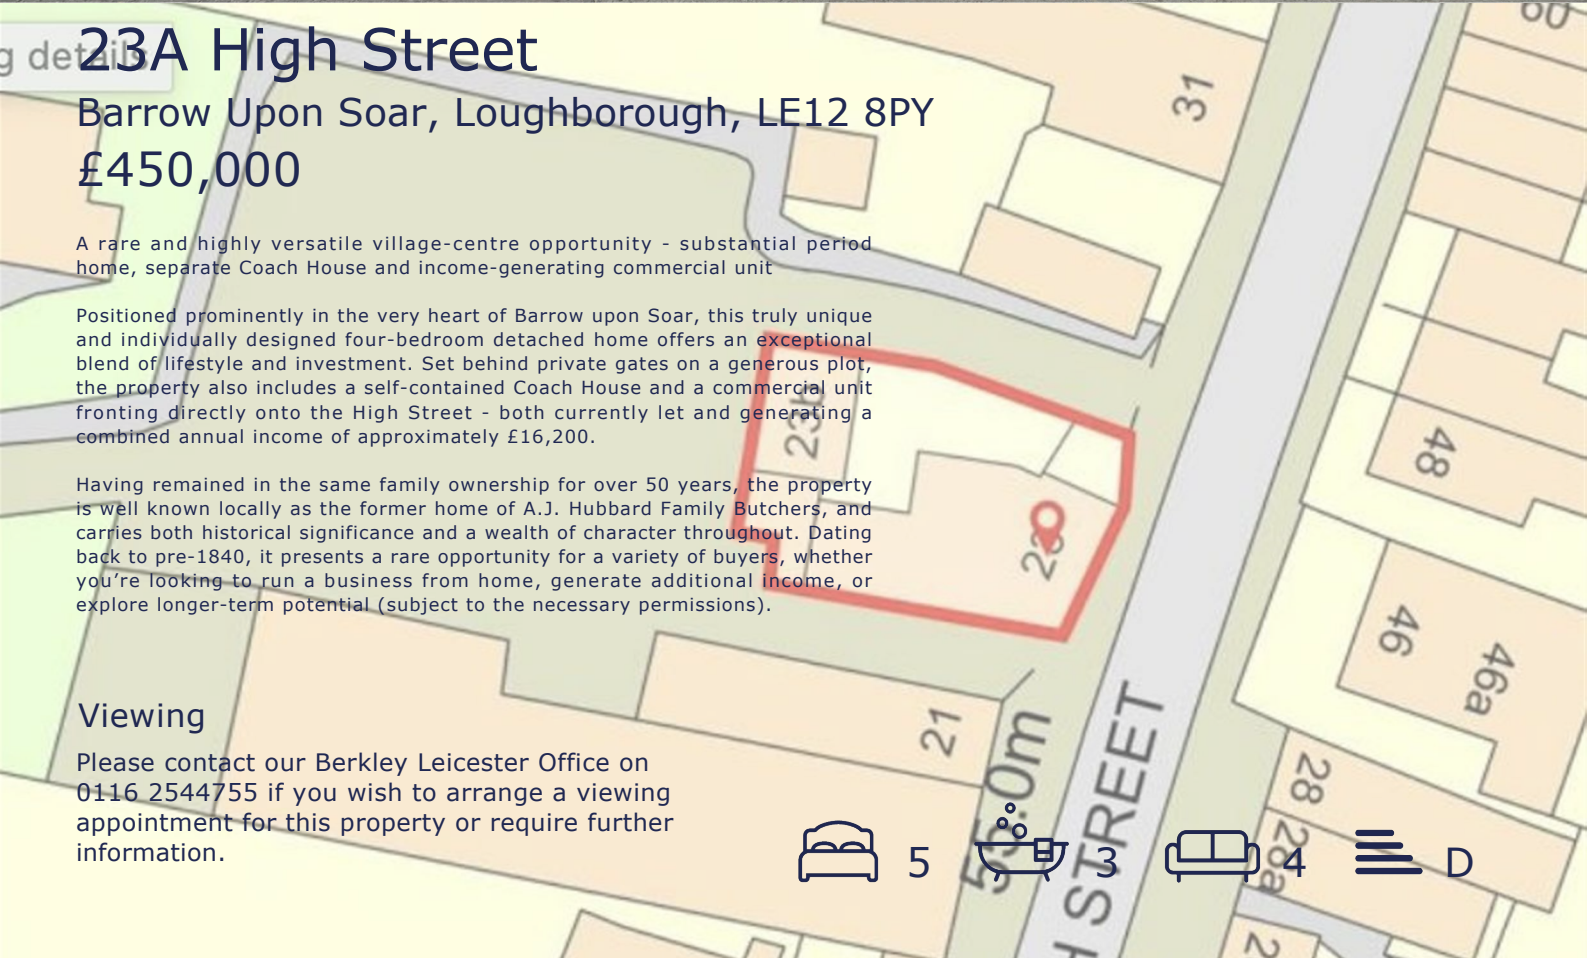 g details
23A High Street
Barrow Upon Soar, Loughborough, LE12 8PY
£450,000
A rare and highly versatile village-centre opportunity - substantial period
home, separate Coach House and income-generating commercial unit
Positioned prominently in the very heart of Barrow upon Soar, this truly unique
and individually designed four-bedroom detached home offers an exceptional
blend of lifestyle and investment. Set behind private gates on a generous plot,
the property also includes a self-contained Coach House and a commercial unit
fronting directly onto the High Street - both currently let and generating a
combined annual income of approximately £16,200.
Having remained in the same family ownership for over 50 years, the property
is well known locally as the former home of A.J. Hubbard Family Butchers, and
carries both historical significance and a wealth of character throughout. Dating
back to pre-1840, it presents a rare opportunity for a variety of buyers, whether
you're looking to run a business from home, generate additional income, or
explore longer-term potential (subject to the necessary permissions).
Viewing
Please contact our Berkley Leicester Office on
0116 2544755 if you wish to arrange a viewing
appointment for this property or require further
information.
5
3
4
D
60
31
23b
48
46
46a
21
28
28a
55.0m
H STREET